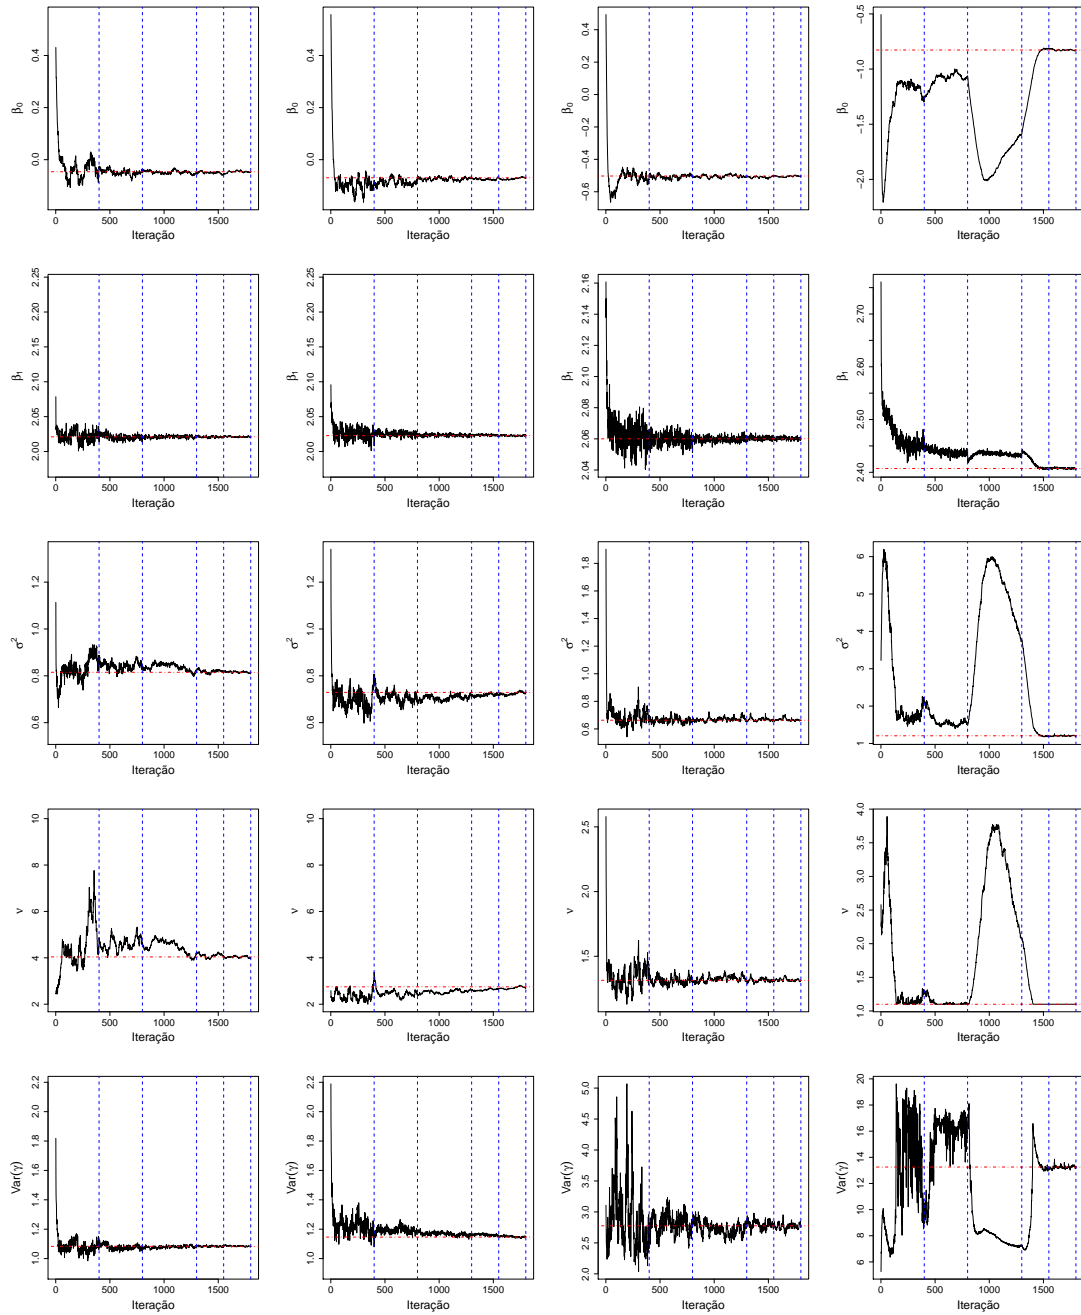 β0
0.0 0.2 0.4
0 500 1000 1500
Iteração
β0
0.0 0.2 0.4
0 500 1000 1500
Iteração
β0
−0.6 −0.4 −0.2 0.0 0.2 0.4
0 500 1000 1500
Iteração
β0
−2.0 −1.5 −1.0 −0.5
0 500 1000 1500
Iteração
β1
2.00 2.05 2.10 2.15 2.20 2.25
0 500 1000 1500
Iteração
β1
2.00 2.05 2.10 2.15 2.20 2.25
0 500 1000 1500
Iteração
β1
2.04 2.06 2.08 2.10 2.12 2.14 2.16
0 500 1000 1500
Iteração
β1
2.40 2.50 2.60 2.70
0 500 1000 1500
Iteração
σ²
0.6 0.8 1.0 1.2
0 500 1000 1500
Iteração
σ²
0.6 0.8 1.0 1.2
0 500 1000 1500
Iteração
σ²
0.6 0.8 1.0 1.2 1.4 1.6 1.8
0 500 1000 1500
Iteração
σ²
1 2 3 4 5 6
0 500 1000 1500
Iteração
ν
2 4 6 8 10
0 500 1000 1500
Iteração
ν
2 4 6 8 10
0 500 1000 1500
Iteração
ν
1.5 2.0 2.5
0 500 1000 1500
Iteração
ν
1.0 1.5 2.0 2.5 3.0 3.5 4.0
0 500 1000 1500
Iteração
Var(γ)
1.0 1.2 1.4 1.6 1.8 2.0 2.2
0 500 1000 1500
Iteração
Var(γ)
1.0 1.2 1.4 1.6 1.8 2.0 2.2
0 500 1000 1500
Iteração
Var(γ)
2.0 2.5 3.0 3.5 4.0 4.5 5.0
0 500 1000 1500
Iteração
Var(γ)
6 8 10 12 14 16 18 20
0 500 1000 1500
Iteração